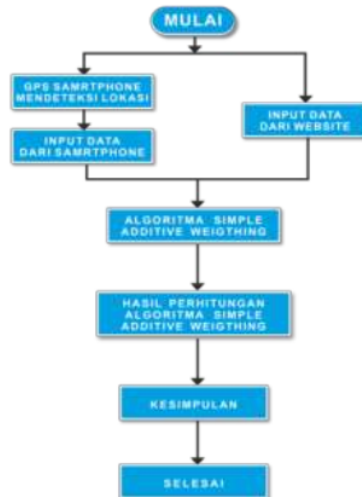 MULAI
GPS SAMRTPHONE
MENDETEKSI LOKASI
INPUT DATA
DARI WEBSITE
INPUT DATA
DARI SAMRTPHONE
ALGORITMA SIMPLE
ADDITIVE WEIGTHING
HASIL PERHITUNGAN
ALGORITMA SIMPLE
ADDITIVE WEIGTHING
KESIMPULAN
SELESAI